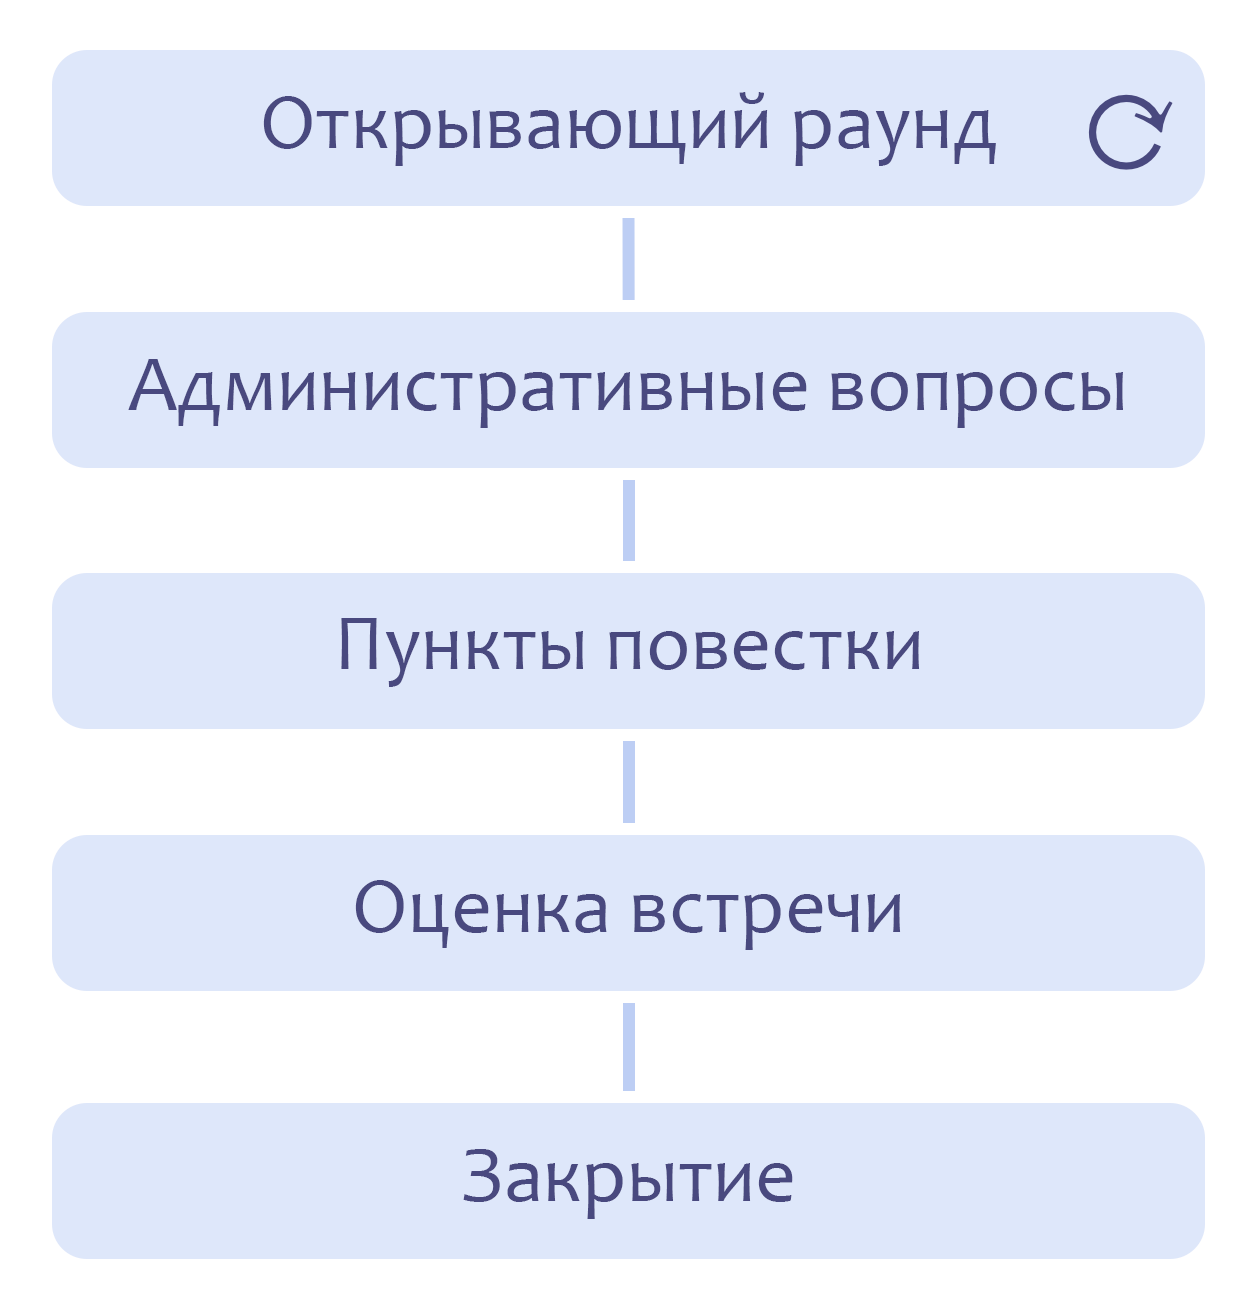 Открывающий раунд
Административные вопросы
Пункты повестки
Оценка встречи
Закрытие